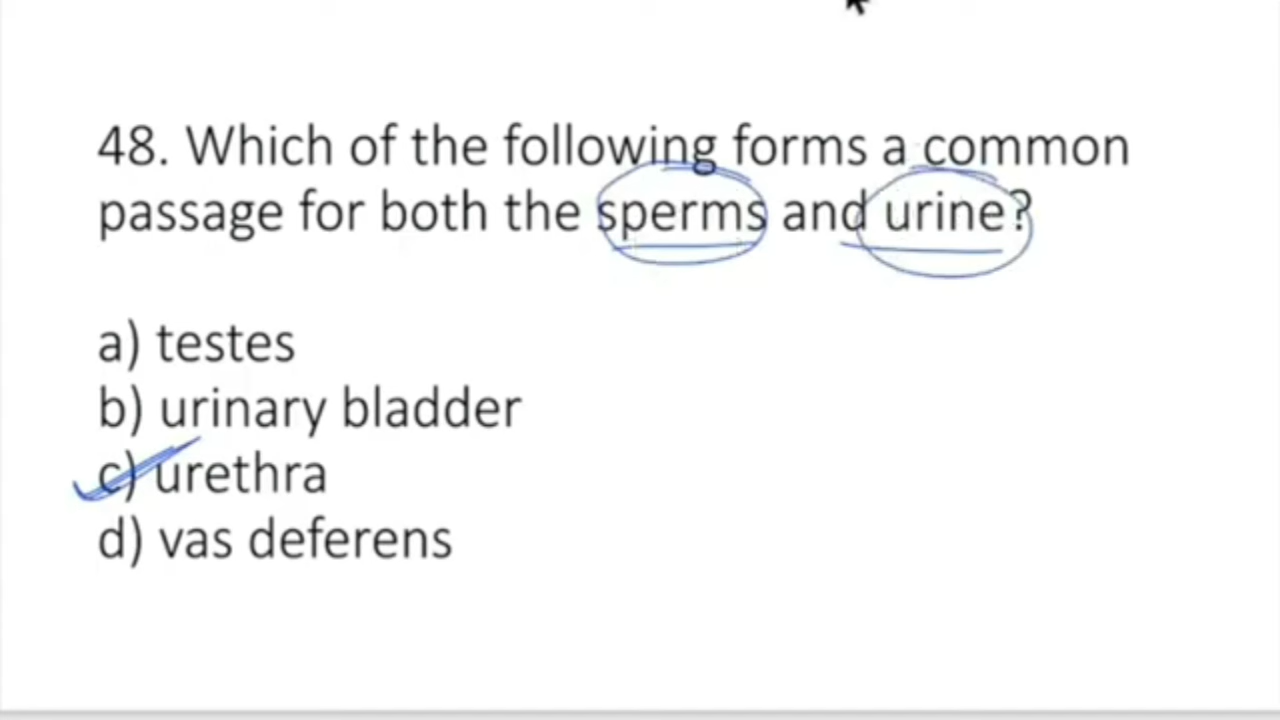 48. Which of the following forms a common
passage for both the sperms and urine?
a) testes
b) urinary bladder
c) urethra
d) vas deferens